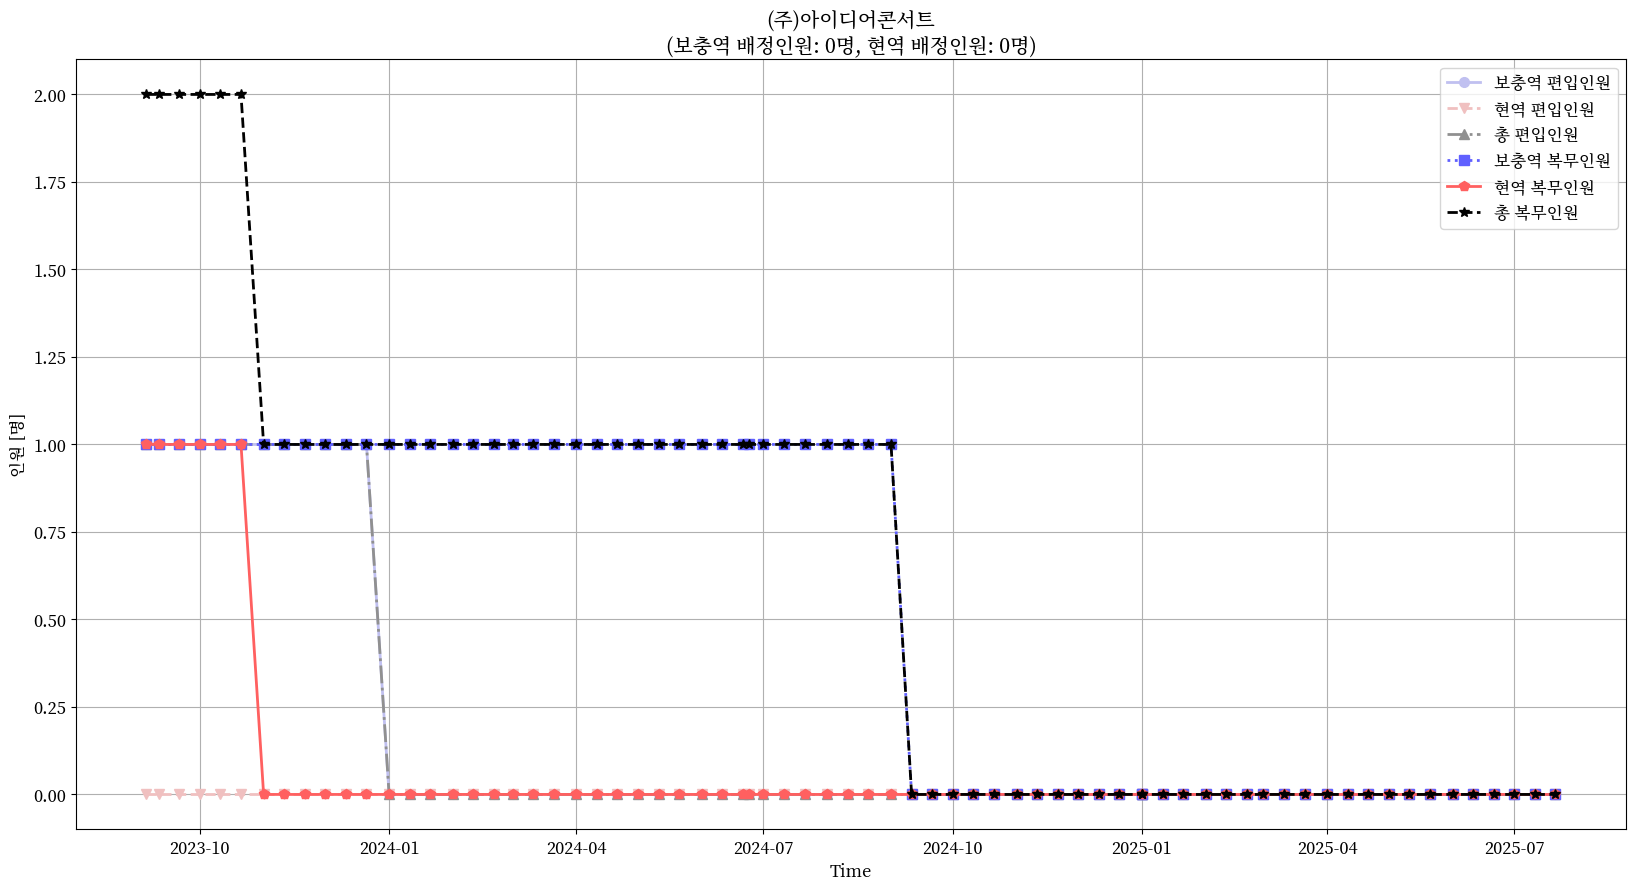 (주)아이디어콘서트
(보충역 배정인원: 0명, 현역 배정인원: 0명)
보충역 편입인원
현역 편입인원
총 편입인원
보충역 복무인원
현역 복무인원
총 복무인원
인원 [명]
2.00
1.75
1.50
1.25
1.00
0.75
0.50
0.25
0.00
2023-10
2024-01
2024-04
2024-07
2024-10
2025-01
2025-04
2025-07
Time